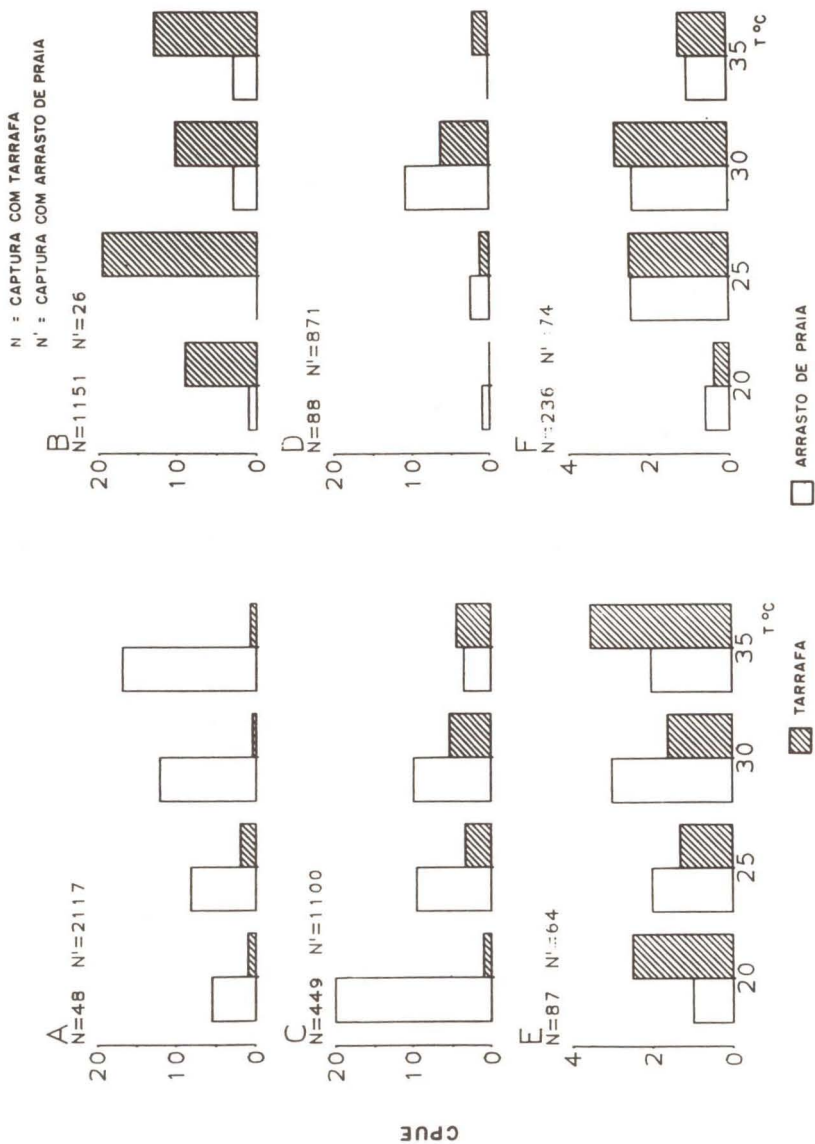 N = CAPTURA COM TARRAFA
N' = CAPTURA COM ARRASTO DE PRAIA
CPUE
A
N=48 N'=2117
20
10
0
B
N=1151 N'=26
20
10
0
C
N=449 N'=1100
20
10
0
D
N=88 N'=871
20
10
0
E
N=87 N'=64
4
2
0
20 25 30 35
T °C
F
N=236 N'=74
4
2
0
20 25 30 35
T °C
TARRAFA
ARRASTO DE PRAIA